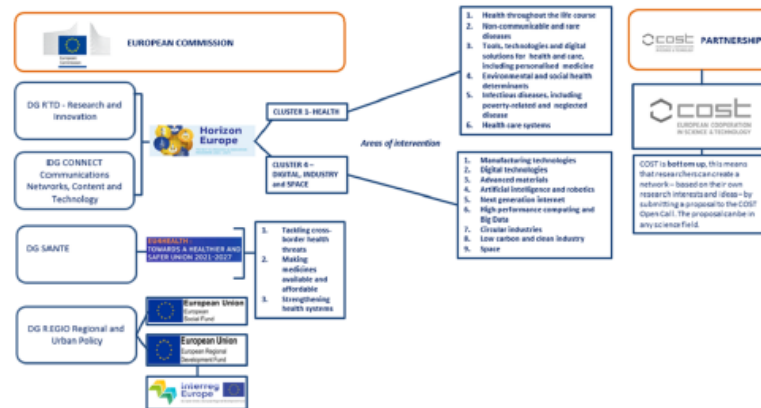 EUROPEAN COMMISSION
DG RTD - Research and
Innovation
DG CONNECT
Communications
Networks, Content and
Technology
DG SANTE
DG REGIO Regional and
Urban Policy
Horizon
Europe
EU4HEALTH :
TOWARDS A HEALTHIER AND
SAFER UNION 2021-2027
European Union
European
Social Fund
European Union
European Regional
Development Fund
Interreg
Europe
CLUSTER 1- HEALTH
CLUSTER 4 –
DIGITAL, INDUSTRY
and SPACE
1. Tackling cross-
border health
threats
2. Making
medicines
available and
affordable
3. Strengthening
health systems
Areas of intervention
1. Health throughout the life course
2. Non-communicable and rare
diseases
3. Tools, technologies and digital
solutions for health and care,
including personalised medicine
4. Environmental and social health
determinants
5. Infectious diseases, including
poverty-related and neglected
disease
6. Health care systems
1. Manufacturing technologies
2. Digital technologies
3. Advanced materials
4. Artificial intelligence and robotics
5. Next generation internet
6. High performance computing and
Big Data
7. Circular industries
8. Low carbon and clean industry
9. Space
cost PARTNERSHIP
cost
EUROPEAN COOPERATION
IN SCIENCE & TECHNOLOGY
COST is bottom up, this means
that researchers can create a
network – based on their own
research interests and ideas – by
submitting a proposal to the COST
Open Call. The proposal can be in
any science field.